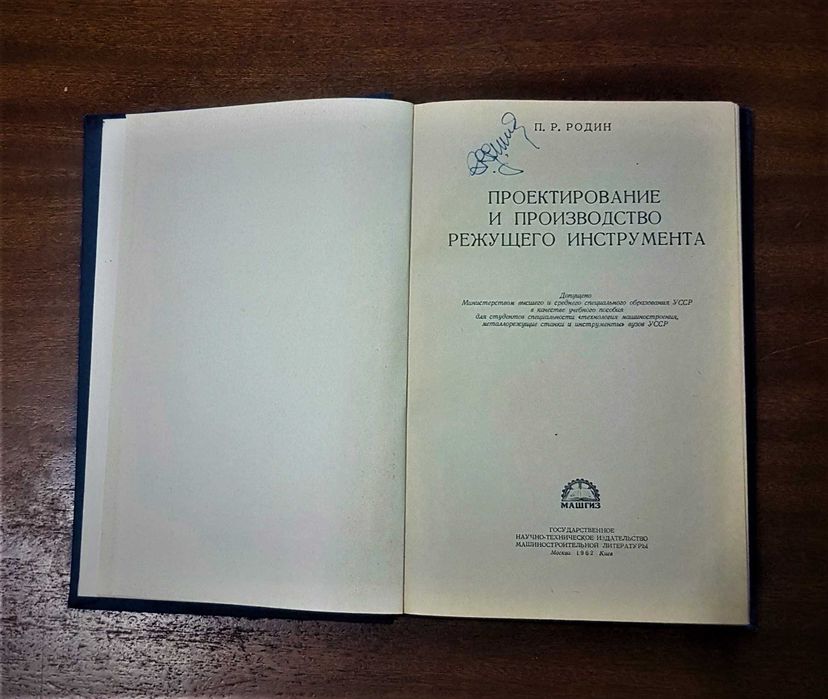 П. Р. РОДИН
ПРОЕКТИРОВАНИЕ
И ПРОИЗВОДСТВО
РЕЖУЩЕГО ИНСТРУМЕНТА
Допущено
Министерством высшего и среднего специального образования УССР
в качестве учебного пособия
для студентов специальности «технология машиностроения,
металлорежущие станки и инструменты» вузов УССР
МАШГИЗ
ГОСУДАРСТВЕННОЕ
НАУЧНО-ТЕХНИЧЕСКОЕ ИЗДАТЕЛЬСТВО
МАШИНОСТРОИТЕЛЬНОЙ ЛИТЕРАТУРЫ
Москва 1962 Киев